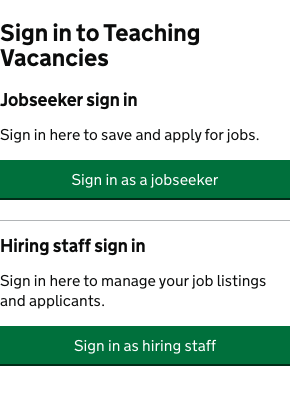 Sign in to Teaching
Vacancies
Jobseeker sign in
Sign in here to save and apply for jobs.
Sign in as a jobseeker
Hiring staff sign in
Sign in here to manage your job listings
and applicants.
Sign in as hiring staff